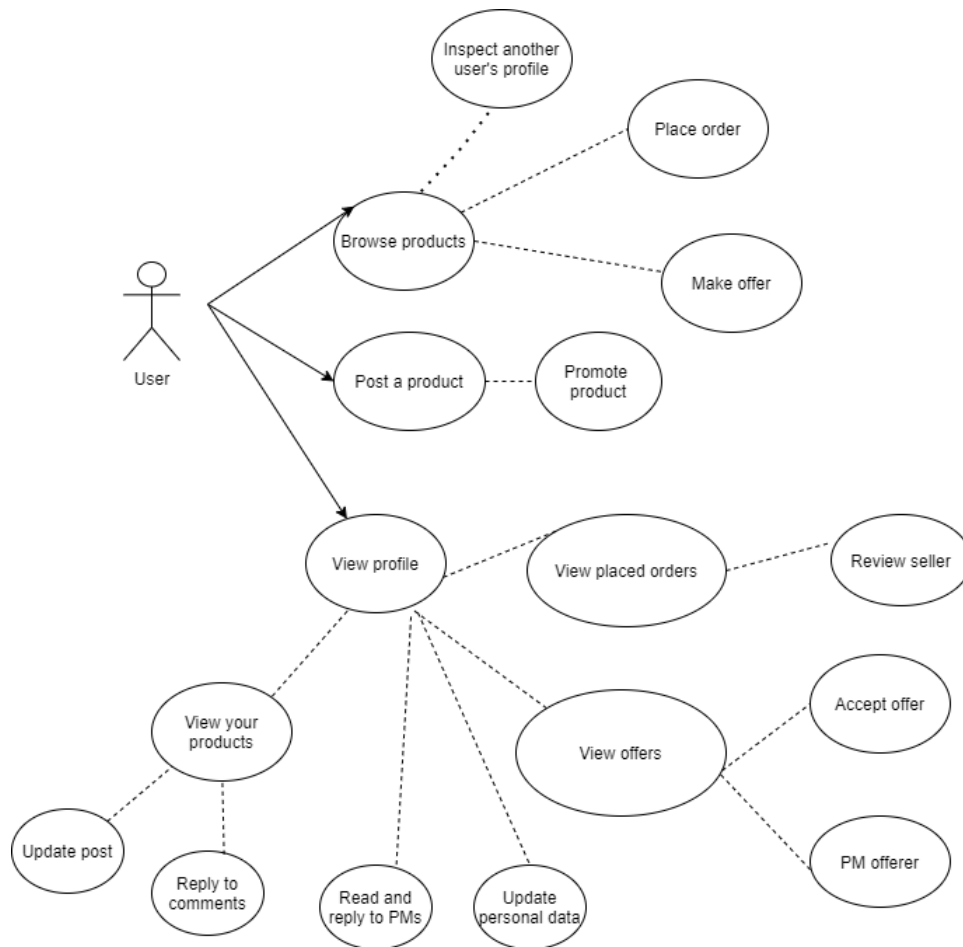 Inspect another
user's profile
Place order
Browse products
Make offer
User
Post a product
Promote
product
View profile
View placed orders
Review seller
View your
products
View offers
Accept offer
Update post
Reply to
comments
Read and
reply to PMs
Update
personal data
PM offerer